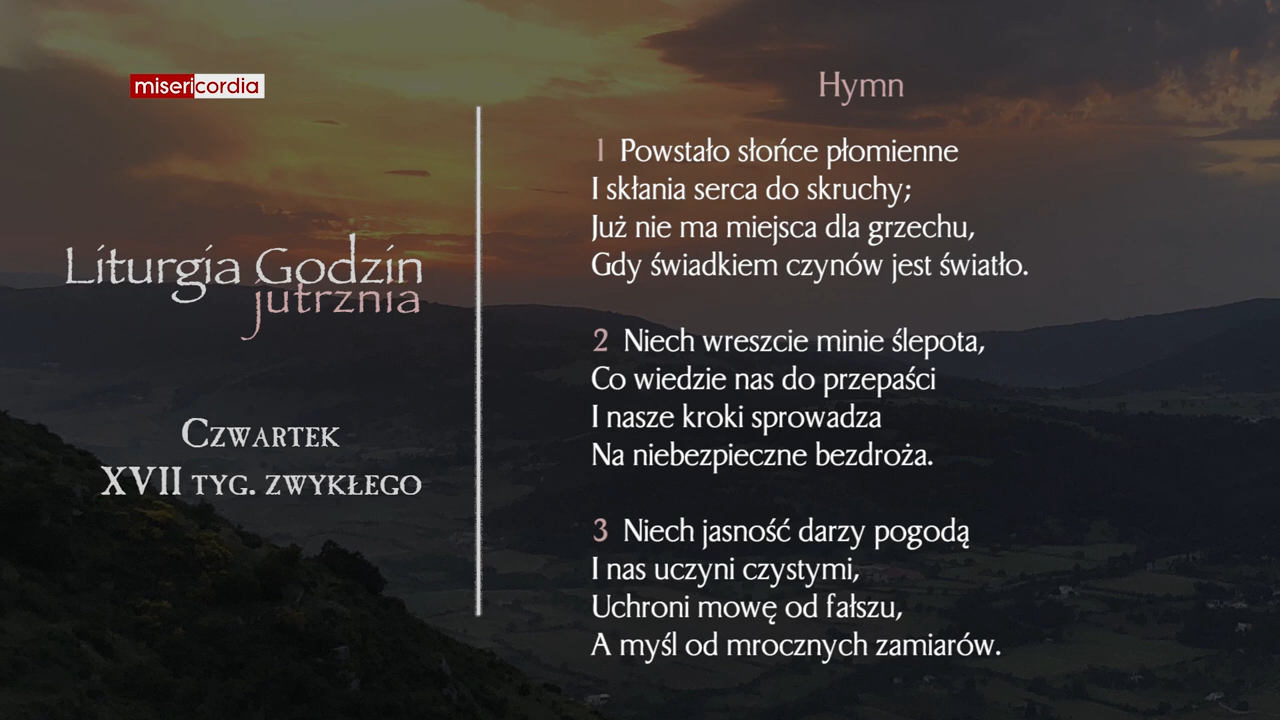 misericordia
Liturgia Godzin
jutrznia
Czwartek
XVII tyg. zwykłego
Hymn
1 Powstało słońce płomienne
I skłania serca do skruchy;
Już nie ma miejsca dla grzechu,
Gdy świadkiem czynów jest światło.
2 Niech wreszcie minie ślepota,
Co wiedzie nas do przepaści
I nasze kroki sprowadza
Na niebezpieczne bezdroża.
3 Niech jasność darzy pogodą
I nas uczyni czystymi,
Uchroni mowę od fałszu,
A myśl od mrocznych zamiarów.